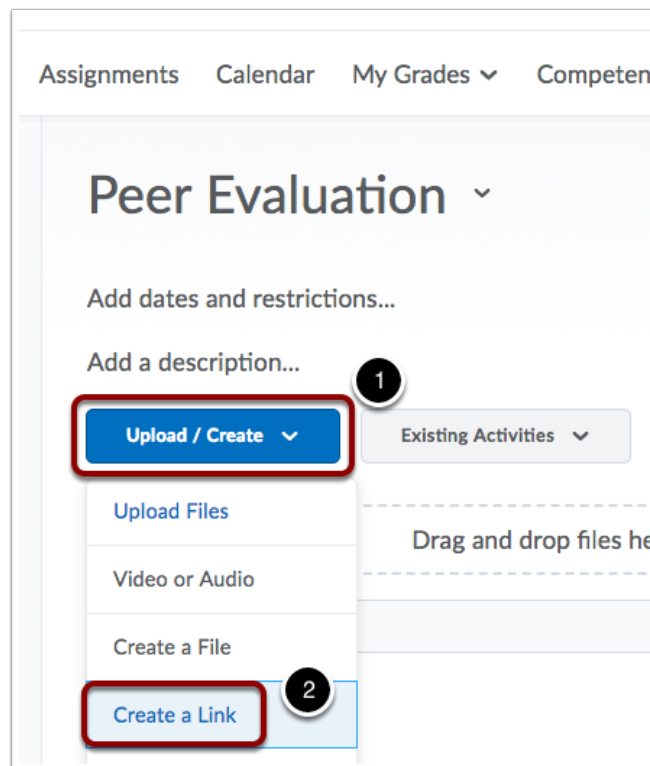 Assignments Calendar My Grades Competen
Peer Evaluation
Add dates and restrictions...
Add a description...
1
Upload / Create Existing Activities
Upload Files
Drag and drop files he
Video or Audio
Create a File
2
Create a Link